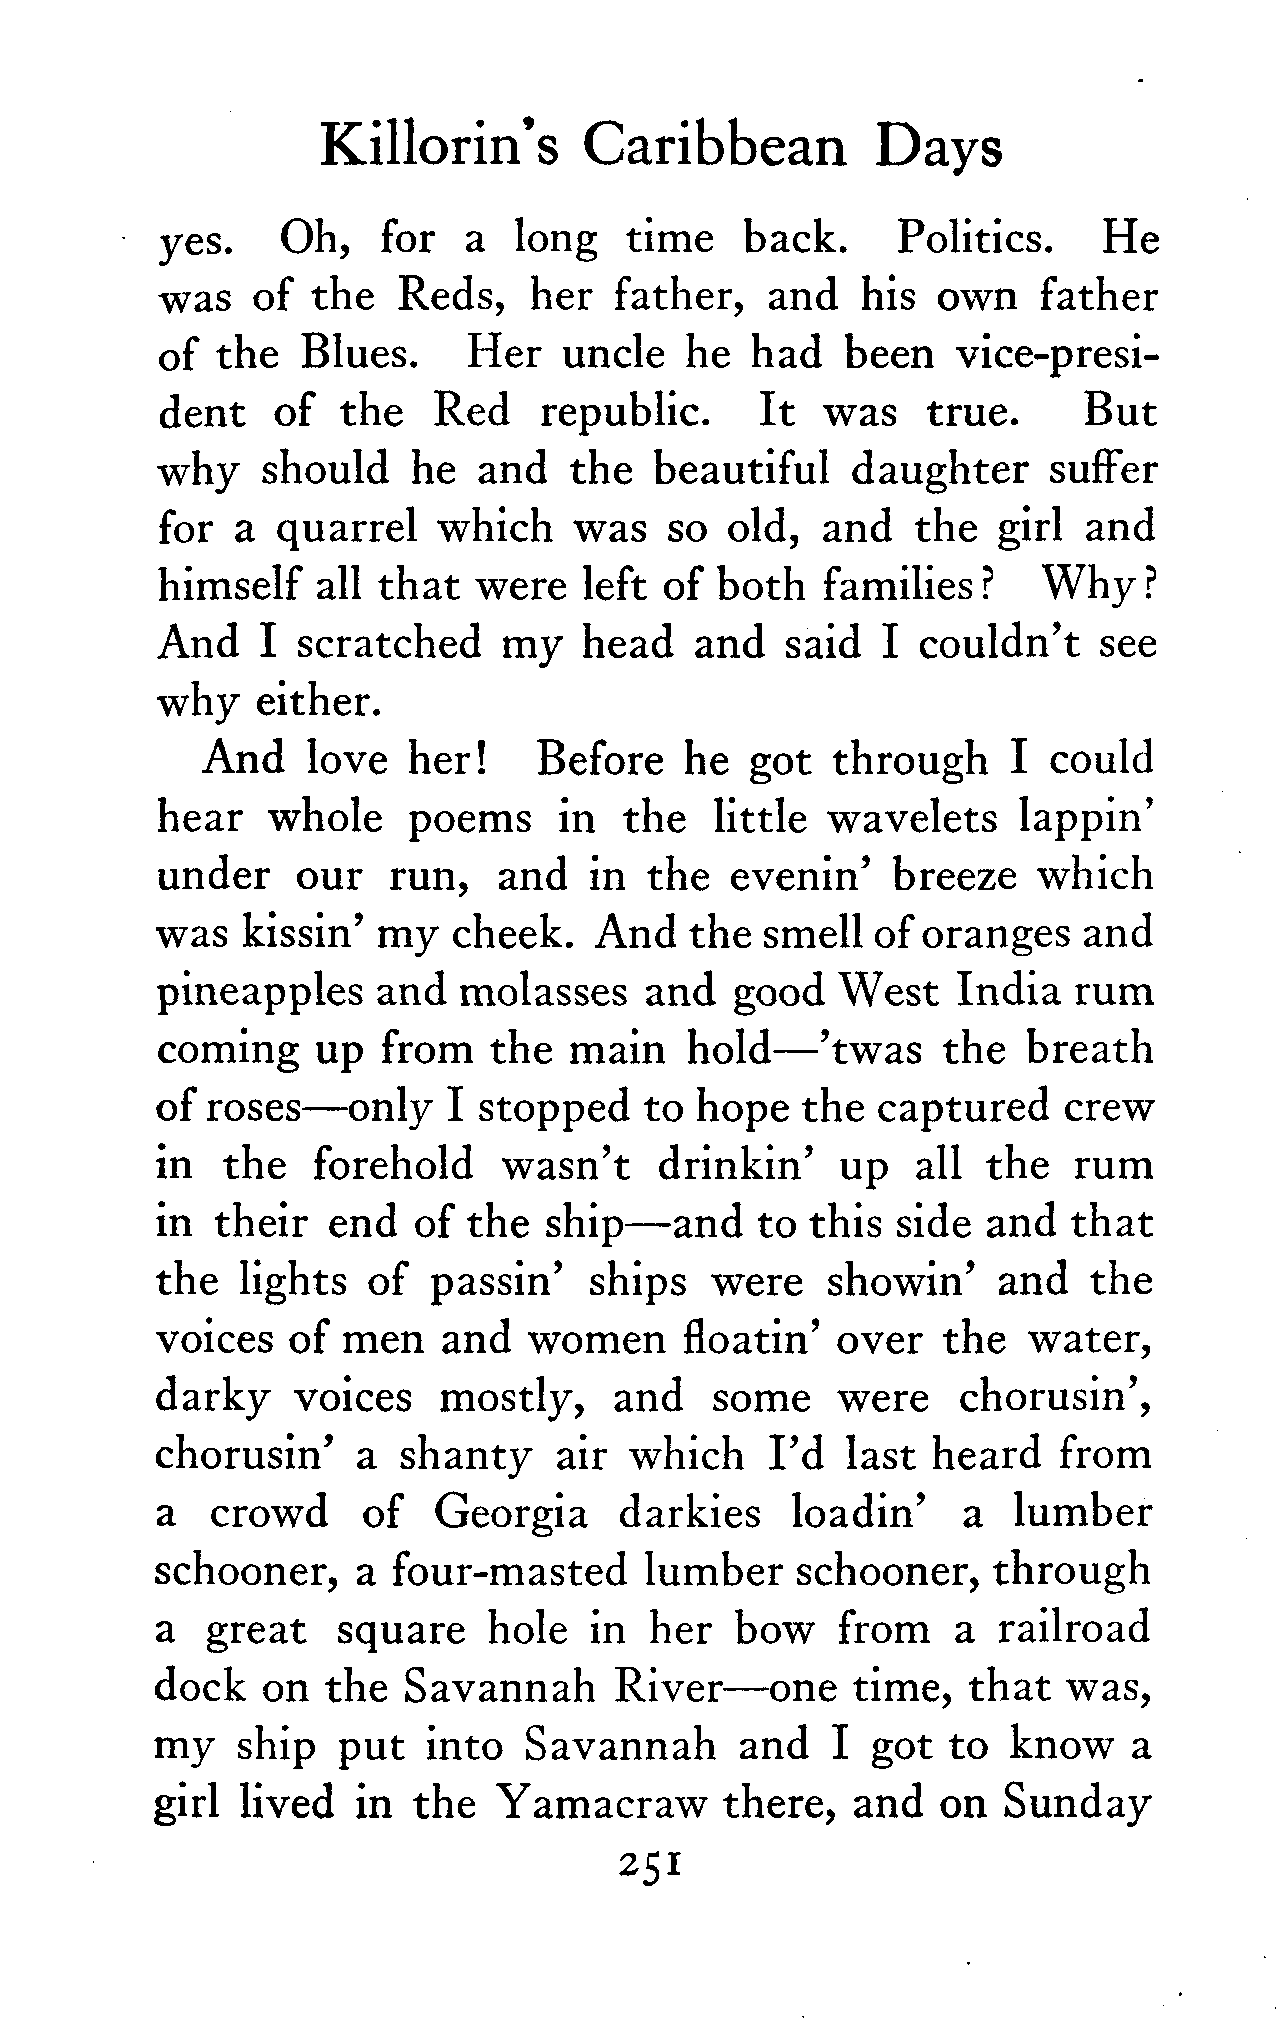 Killorin's Caribbean Days
yes. Oh, for a long time back. Politics. He
was of the Reds, her father, and his own father
of the Blues. Her uncle he had been vice-presi-
dent of the Red republic. It was true. But
why should he and the beautiful daughter suffer
for a quarrel which was so old, and the girl and
himself all that were left of both families? Why?
And I scratched my head and said I couldn't see
why either.
And love her! Before he got through I could
hear whole poems in the little wavelets lappin'
under our run, and in the evenin' breeze which
was kissin' my cheek. And the smell of oranges and
pineapples and molasses and good West India rum
coming up from the main hold—'twas the breath
of roses—only I stopped to hope the captured crew
in the forehold wasn't drinkin' up all the rum
in their end of the ship—and to this side and that
the lights of passin' ships were showin' and the
voices of men and women floatin' over the water,
darky voices mostly, and some were chorusin',
chorusin' a shanty air which I'd last heard from
a crowd of Georgia darkies loadin' a lumber
schooner, a four-masted lumber schooner, through
a great square hole in her bow from a railroad
dock on the Savannah River—one time, that was,
my ship put into Savannah and I got to know a
girl lived in the Yamacraw there, and on Sunday
251